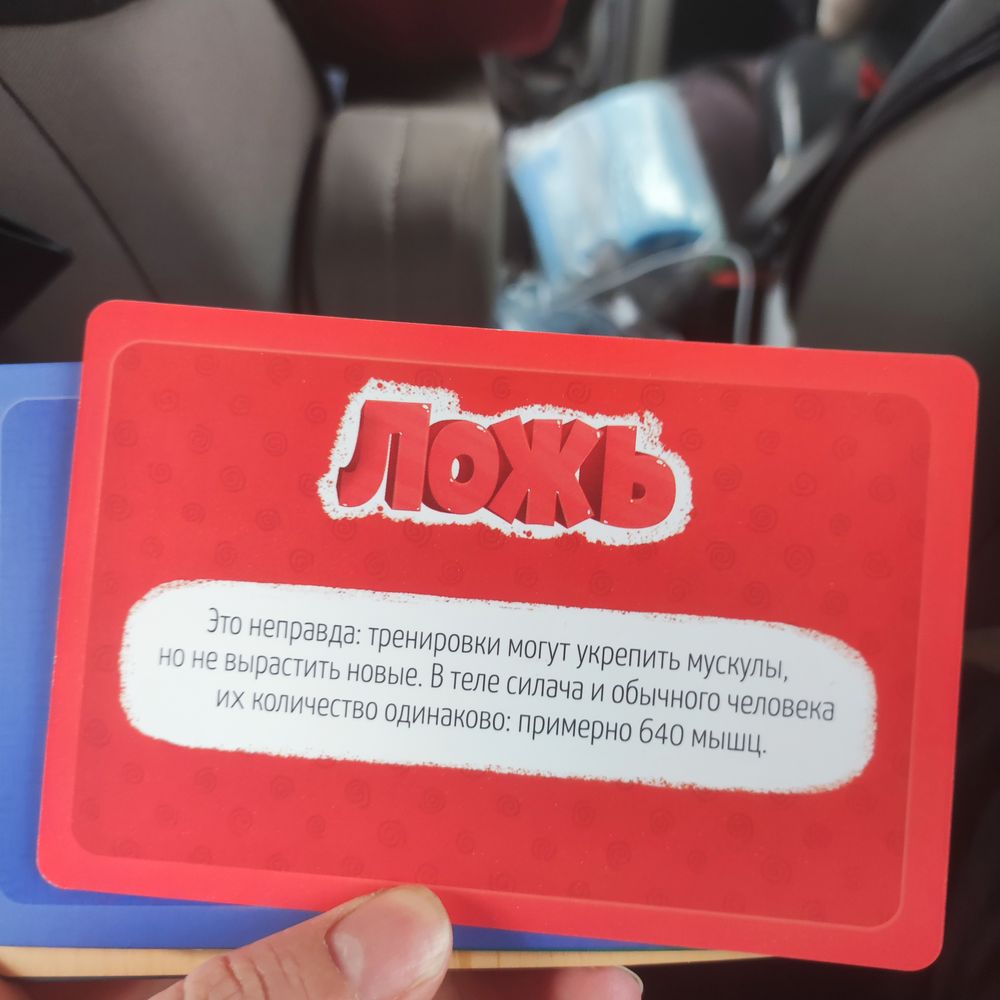 Ложь
Это неправда: тренировки могут укрепить мускулы,
но не вырастить новые. В теле силача и обычного человека
их количество одинаково: примерно 640 мышц.